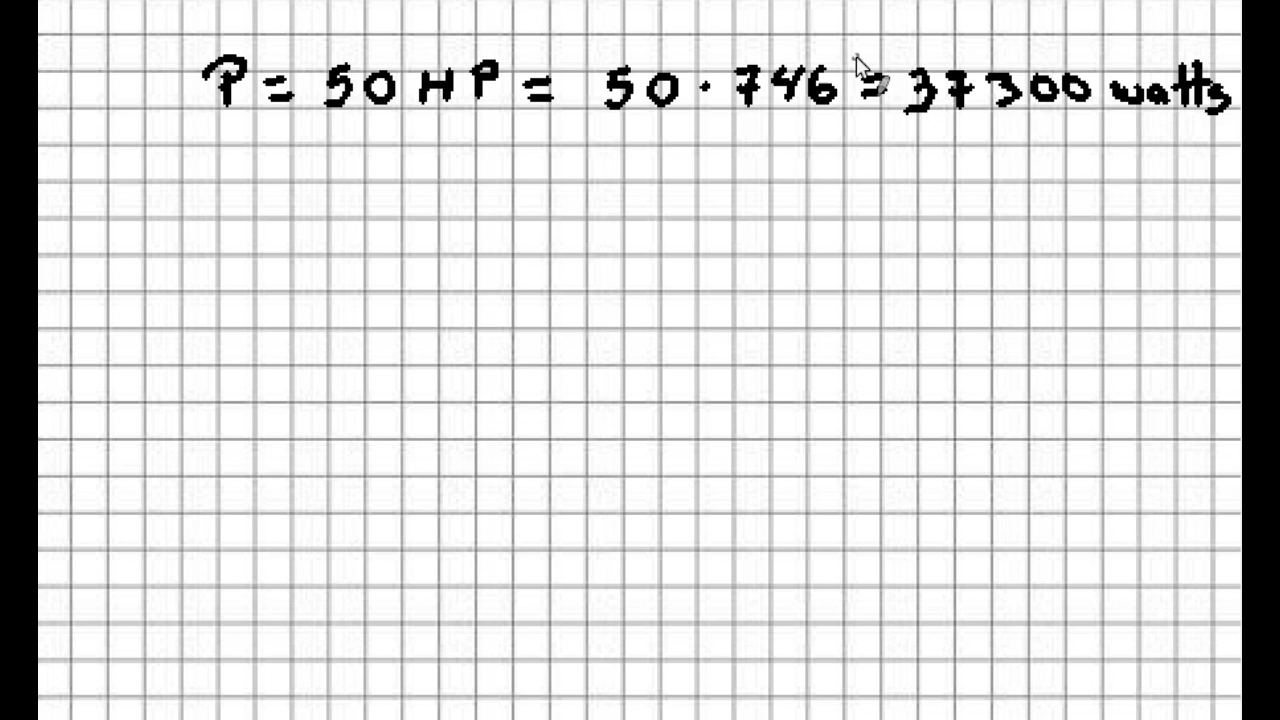 P = 50 HP = 50 · 746 = 37300 watts